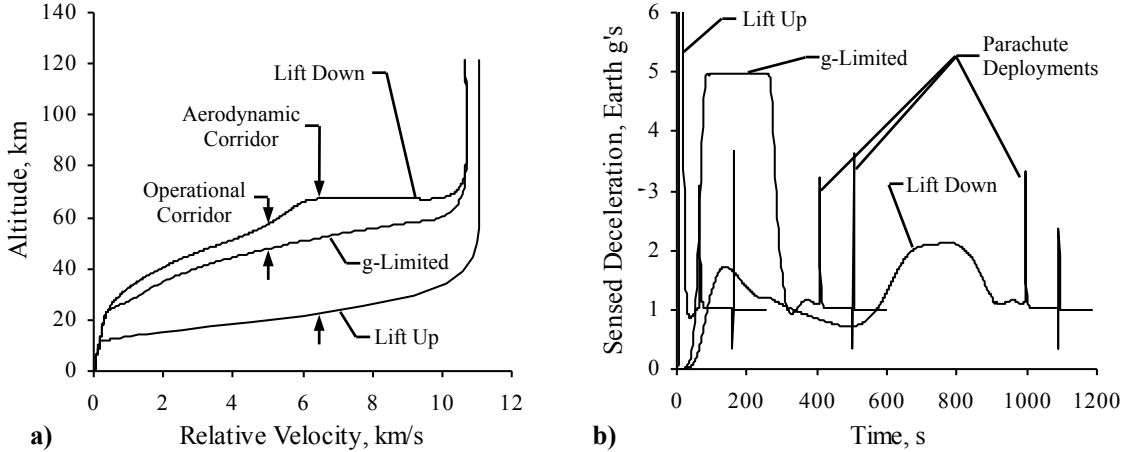 140
120
100
80
60
40
20
0
Altitude, km
Lift Down
Aerodynamic
Corridor
Operational
Corridor
g-Limited
Lift Up
0 2 4 6 8 10 12
Relative Velocity, km/s
a)
6
5
4
-3
2
1
0
Sensed Deceleration, Earth g's
Lift Up
g-Limited
Parachute
Deployments
Lift Down
0 200 400 600 800 1000 1200
Time, s
b)